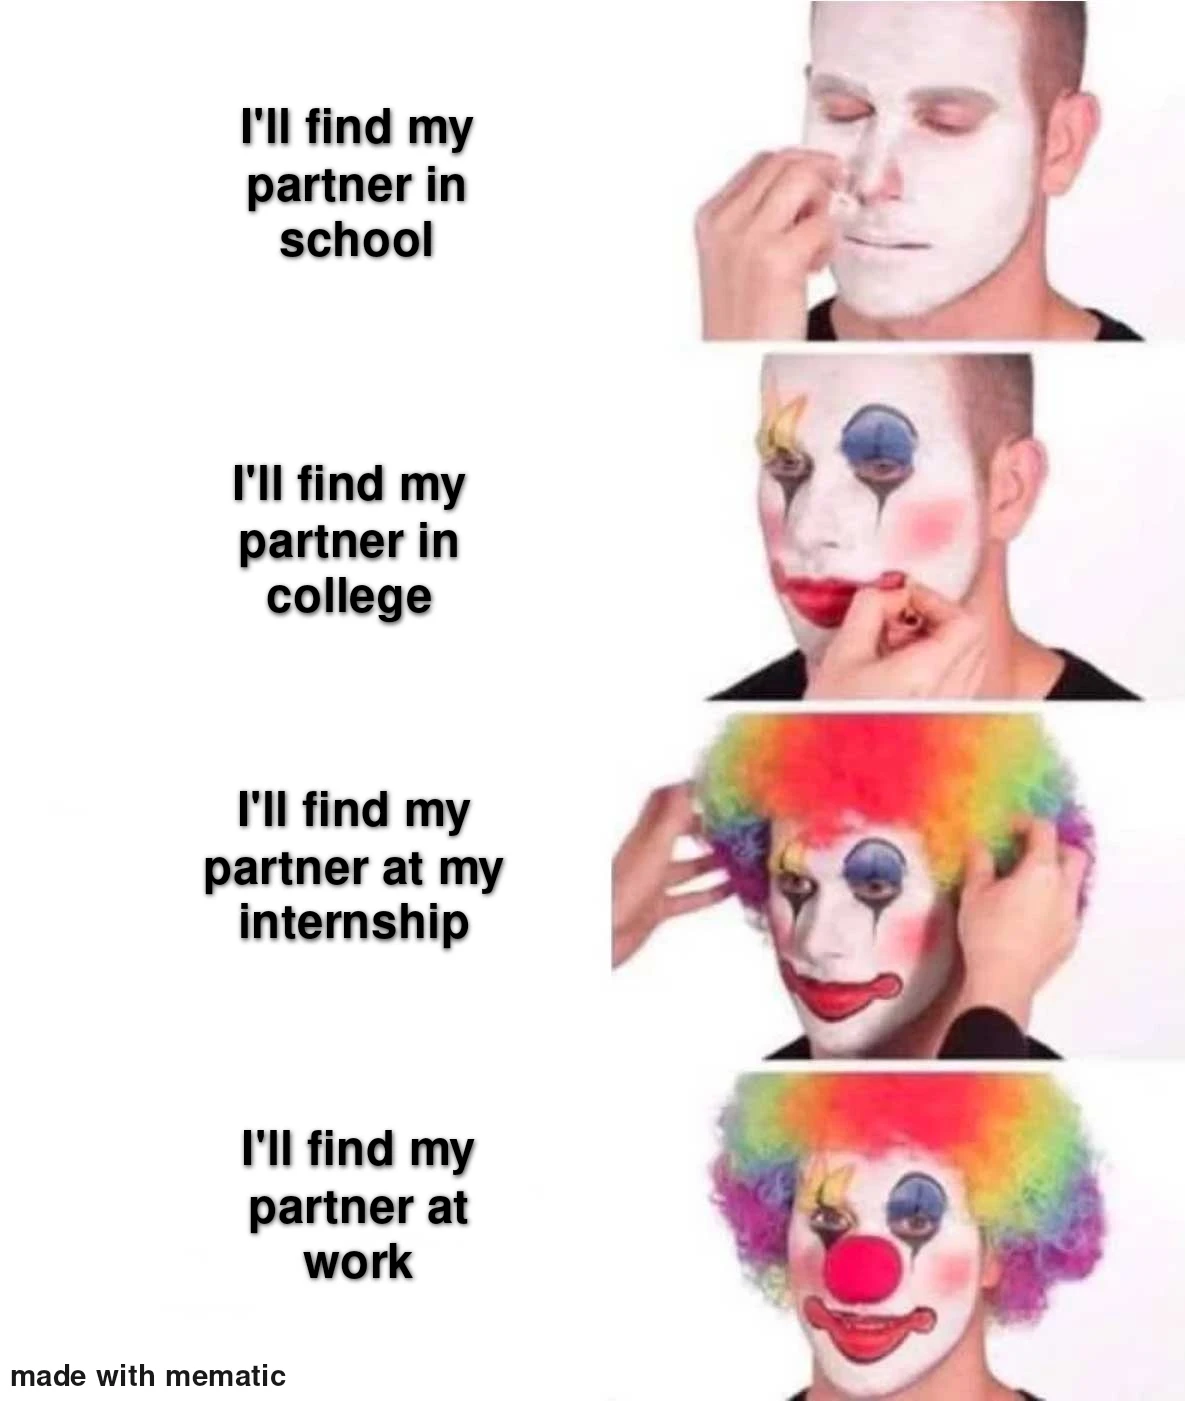 I'll find my
partner in
school
I'll find my
partner in
college
I'll find my
partner at my
internship
I'll find my
partner at
work
made with mematic